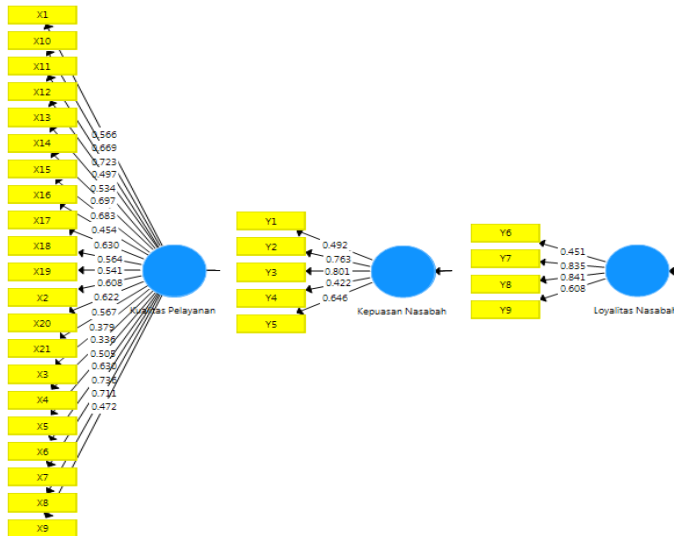 X1
X10
X11
X12
X13
X14
X15
X16
X17
X18
X19
X2
X20
X21
X3
X4
X5
X6
X7
X8
X9
0.566
0.669
0.723
0.497
0.534
0.697
0.683
0.454
0.630
0.564
0.541
0.608
0.622
0.567
0.379
0.336
0.505
0.630
0.736
0.711
0.472
Kualitas Pelayanan
Y1
Y2
Y3
Y4
Y5
0.492
0.763
0.801
0.422
0.646
Kepuasan Nasabah
Y6
Y7
Y8
Y9
0.451
0.835
0.841
0.608
Loyalitas Nasabah